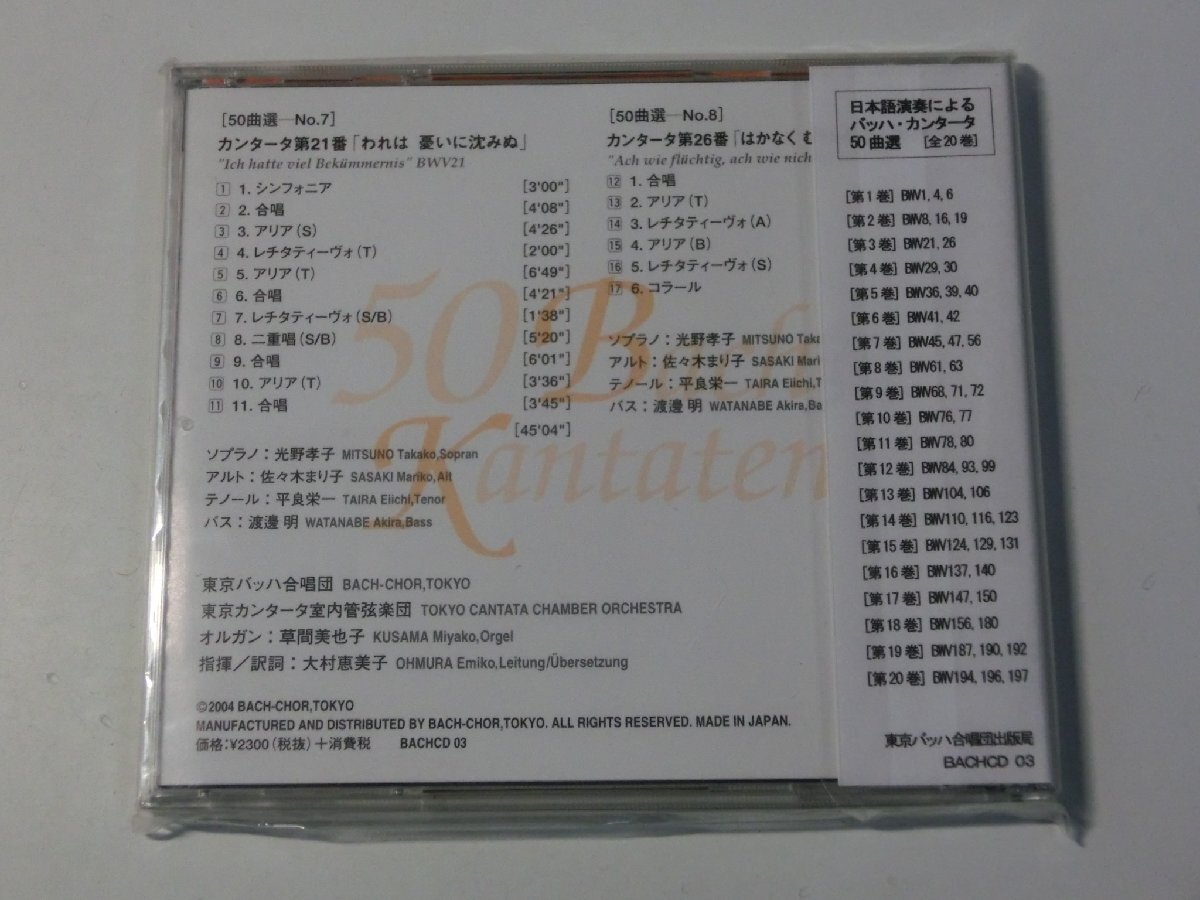 [50曲選—No.7]
カンタータ第21番「われは 憂いに沈みぬ」
"Ich hatte viel Bekümmernis" BWV21
1 1. シンフォニア [3'00"]
2 2. 合唱 [4'08"]
3 3. アリア(S) [4'26"]
4 4. レチタティーヴォ(T) [2'00"]
5 5. アリア(T) [6'49"]
6 6. 合唱 [4'21"]
7 7. レチタティーヴォ(S/B) [1'38"]
8 8. 二重唱(S/B) [5'20"]
9 9. 合唱 [6'01"]
10 10. アリア(T) [3'36"]
11 11. 合唱 [3'45"]
[45'04"]
ソプラノ：光野孝子 MITSUNO Takako,Sopran
アルト：佐々木まり子 SASAKI Mariko,Alt
テノール：平良栄一 TAIRA Eiichi,Tenor
バス：渡邊 明 WATANABE Akira,Bass
[50曲選—No.8]
カンタータ第26番「はかなく む
"Ach wie flüchtig, ach wie nich
12 1. 合唱
13 2. アリア(T)
14 3. レチタティーヴォ(A)
15 4. アリア(B)
16 5. レチタティーヴォ(S)
17 6. コラール
ソプラノ：光野孝子 MITSUNO Taka
アルト：佐々木まり子 SASAKI Mari
テノール：平良栄一 TAIRA Eiichi,T
バス：渡邊 明 WATANABE Akira,Ba
50 Bach
Kantaten
東京バッハ合唱団 BACH-CHOR,TOKYO
東京カンタータ室内管弦楽団 TOKYO CANTATA CHAMBER ORCHESTRA
オルガン：草間美也子 KUSAMA Miyako,Orgel
指揮／訳詞：大村恵美子 OHMURA Emiko,Leitung/Übersetzung
©2004 BACH-CHOR,TOKYO
MANUFACTURED AND DISTRIBUTED BY BACH-CHOR,TOKYO. ALL RIGHTS RESERVED. MADE IN JAPAN.
価格：¥2300（税抜）＋消費税 BACHCD 03
日本語演奏による
バッハ・カンタータ
50曲選 [全20巻]
[第1巻] BWV1, 4, 6
[第2巻] BWV8, 16, 19
[第3巻] BWV21, 26
[第4巻] BWV29, 30
[第5巻] BWV36, 39, 40
[第6巻] BWV41, 42
[第7巻] BWV45, 47, 56
[第8巻] BWV61, 63
[第9巻] BWV68, 71, 72
[第10巻] BWV76, 77
[第11巻] BWV78, 80
[第12巻] BWV84, 93, 99
[第13巻] BWV104, 106
[第14巻] BWV110, 116, 123
[第15巻] BWV124, 129, 131
[第16巻] BWV137, 140
[第17巻] BWV147, 150
[第18巻] BWV156, 180
[第19巻] BWV187, 190, 192
[第20巻] BWV194, 196, 197
東京バッハ合唱団出版局
BACHCD 03